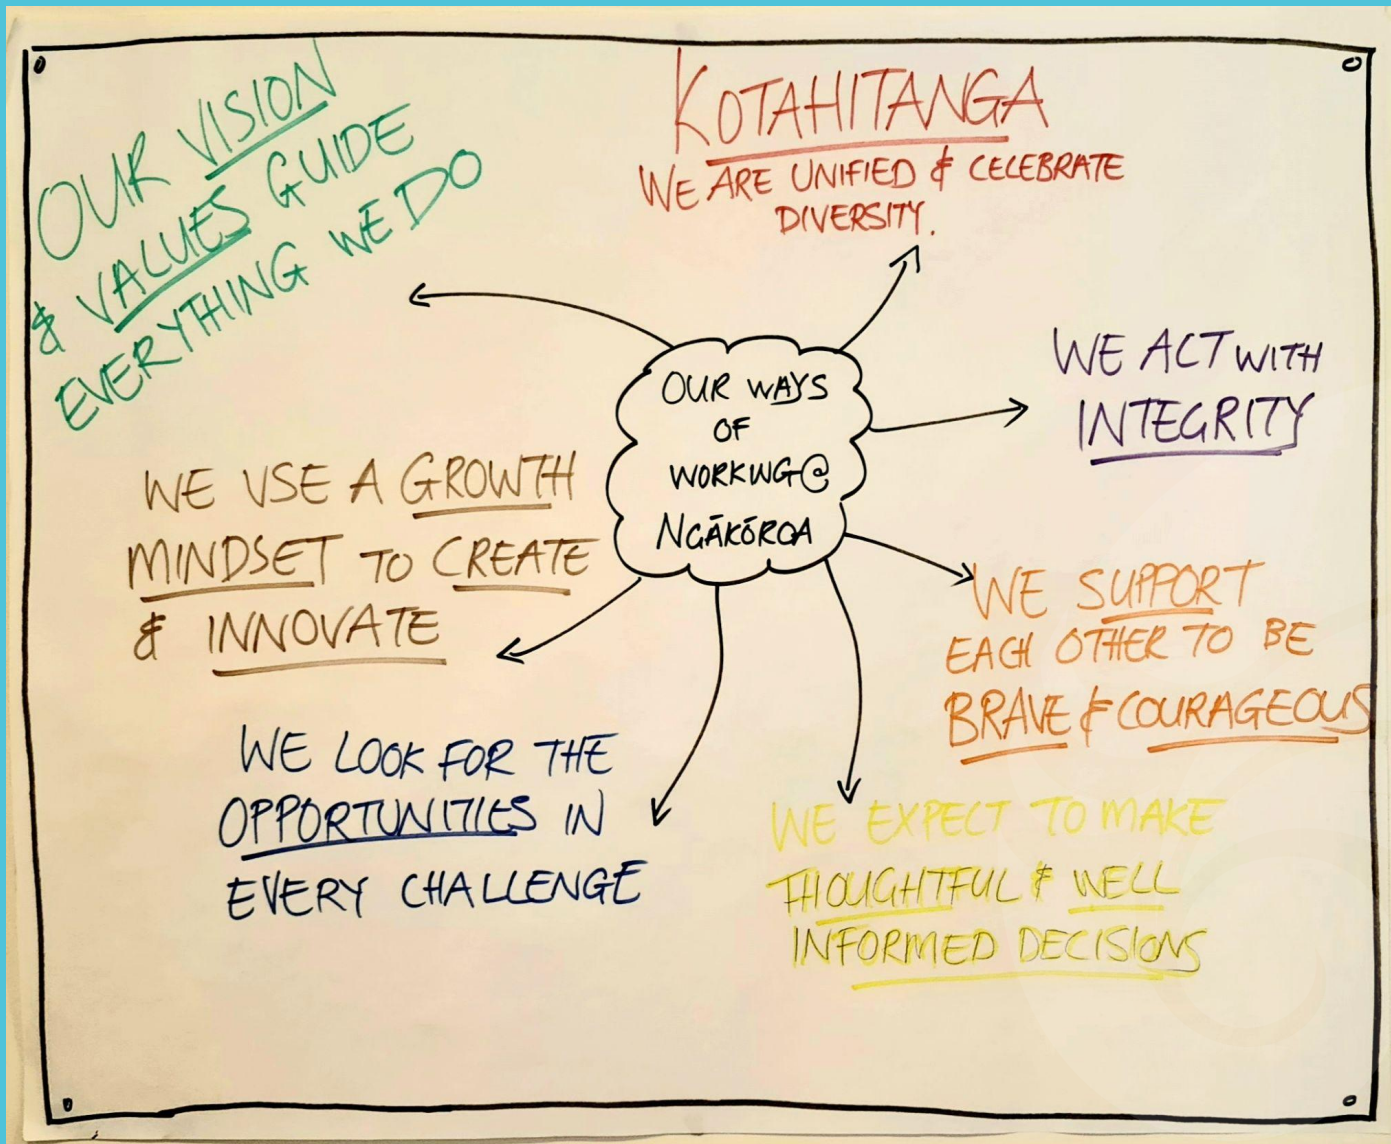 OUR VISION
& VALUES GUIDE
EVERYTHING WE DO
KOTAHITANGA
WE ARE UNIFIED & CELEBRATE
DIVERSITY.
OUR WAYS
OF
WORKING@
NGĀKŌROA
WE ACT WITH
INTEGRITY
WE SUPPORT
EACH OTHER TO BE
BRAVE & COURAGEOUS
WE EXPECT TO MAKE
THOUGHTFUL & WELL
INFORMED DECISIONS
WE LOOK FOR THE
OPPORTUNITIES IN
EVERY CHALLENGE
WE USE A GROWTH
MINDSET TO CREATE
& INNOVATE